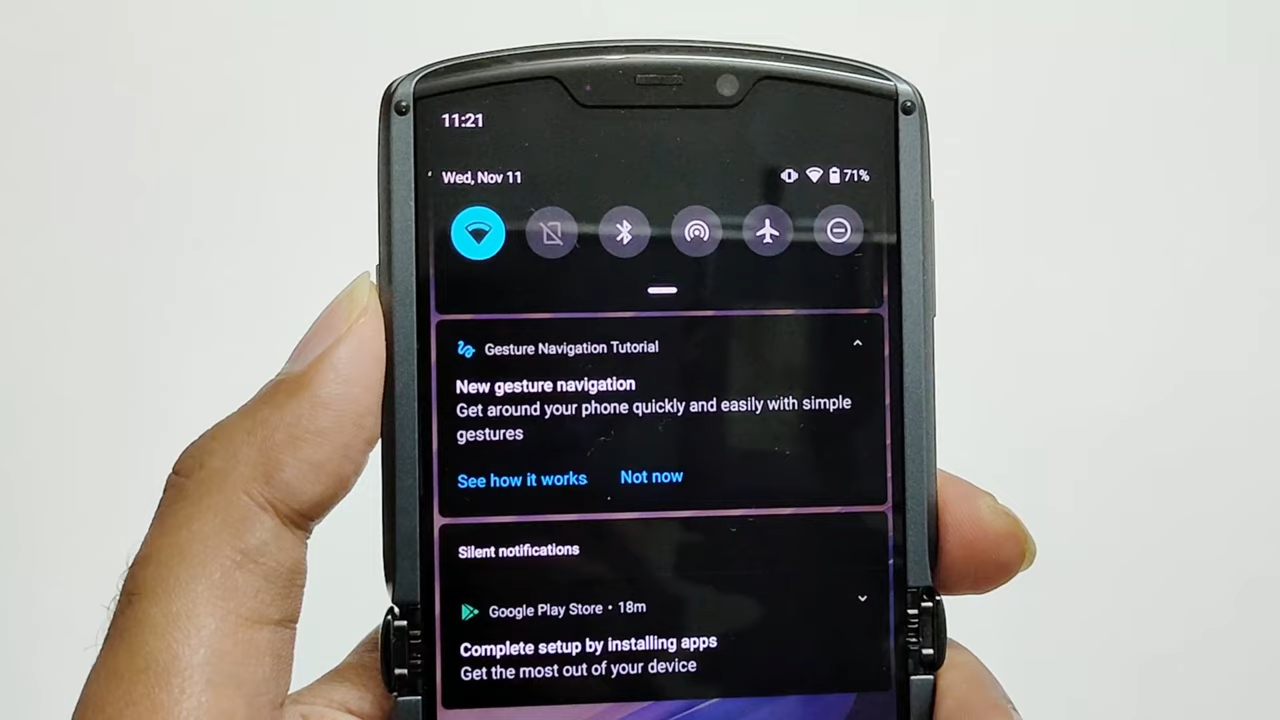 11:21
Wed, Nov 11
71%
Gesture Navigation Tutorial
New gesture navigation
Get around your phone quickly and easily with simple
gestures
See how it works Not now
Silent notifications
Google Play Store • 18m
Complete setup by installing apps
Get the most out of your device